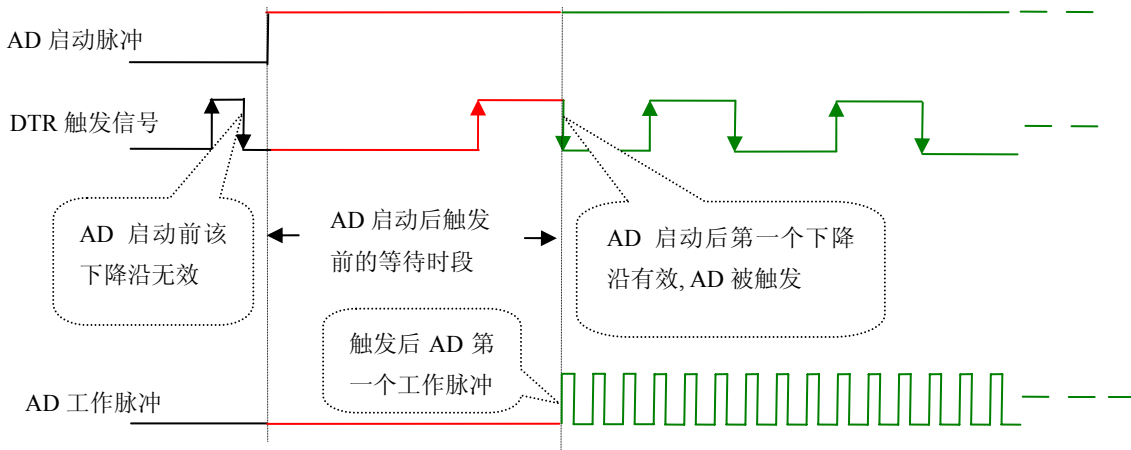 AD 启动脉冲
DTR 触发信号
AD 启动前该
下降沿无效
AD 启动后触发
前的等待时段
AD 启动后第一个下降
沿有效, AD 被触发
触发后 AD 第
一个工作脉冲
AD 工作脉冲